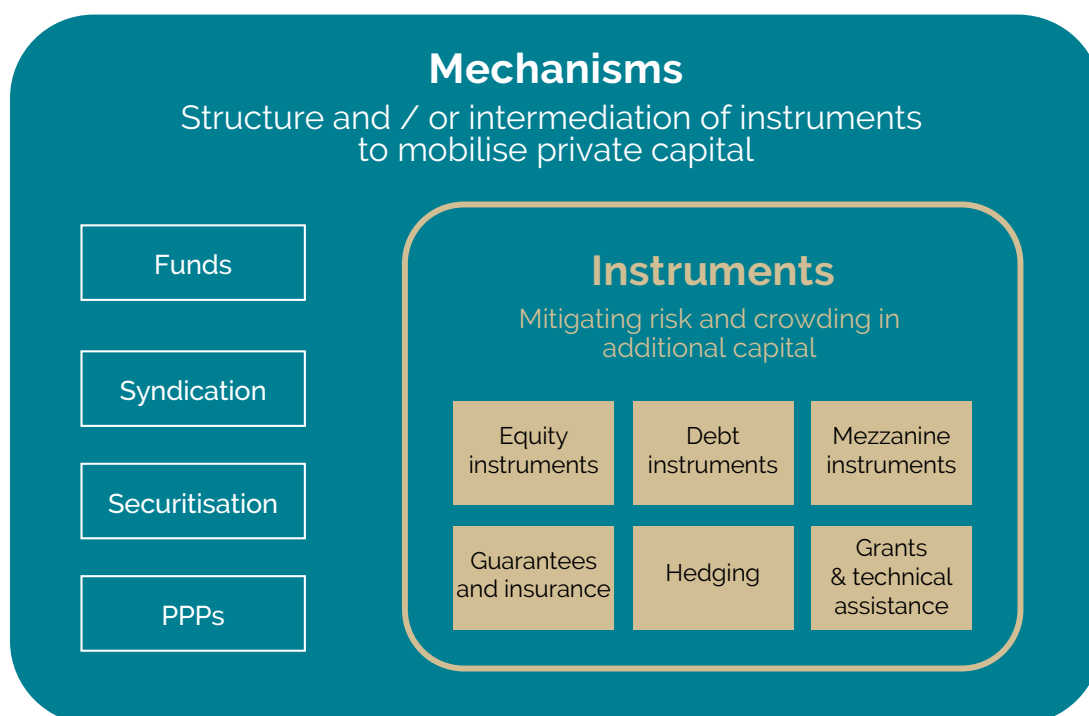 Mechanisms
Structure and / or intermediation of instruments
to mobilise private capital
Funds
Syndication
Securitisation
PPPs
Instruments
Mitigating risk and crowding in
additional capital
Equity
instruments
Debt
instruments
Mezzanine
instruments
Guarantees
and insurance
Hedging
Grants
& technical
assistance